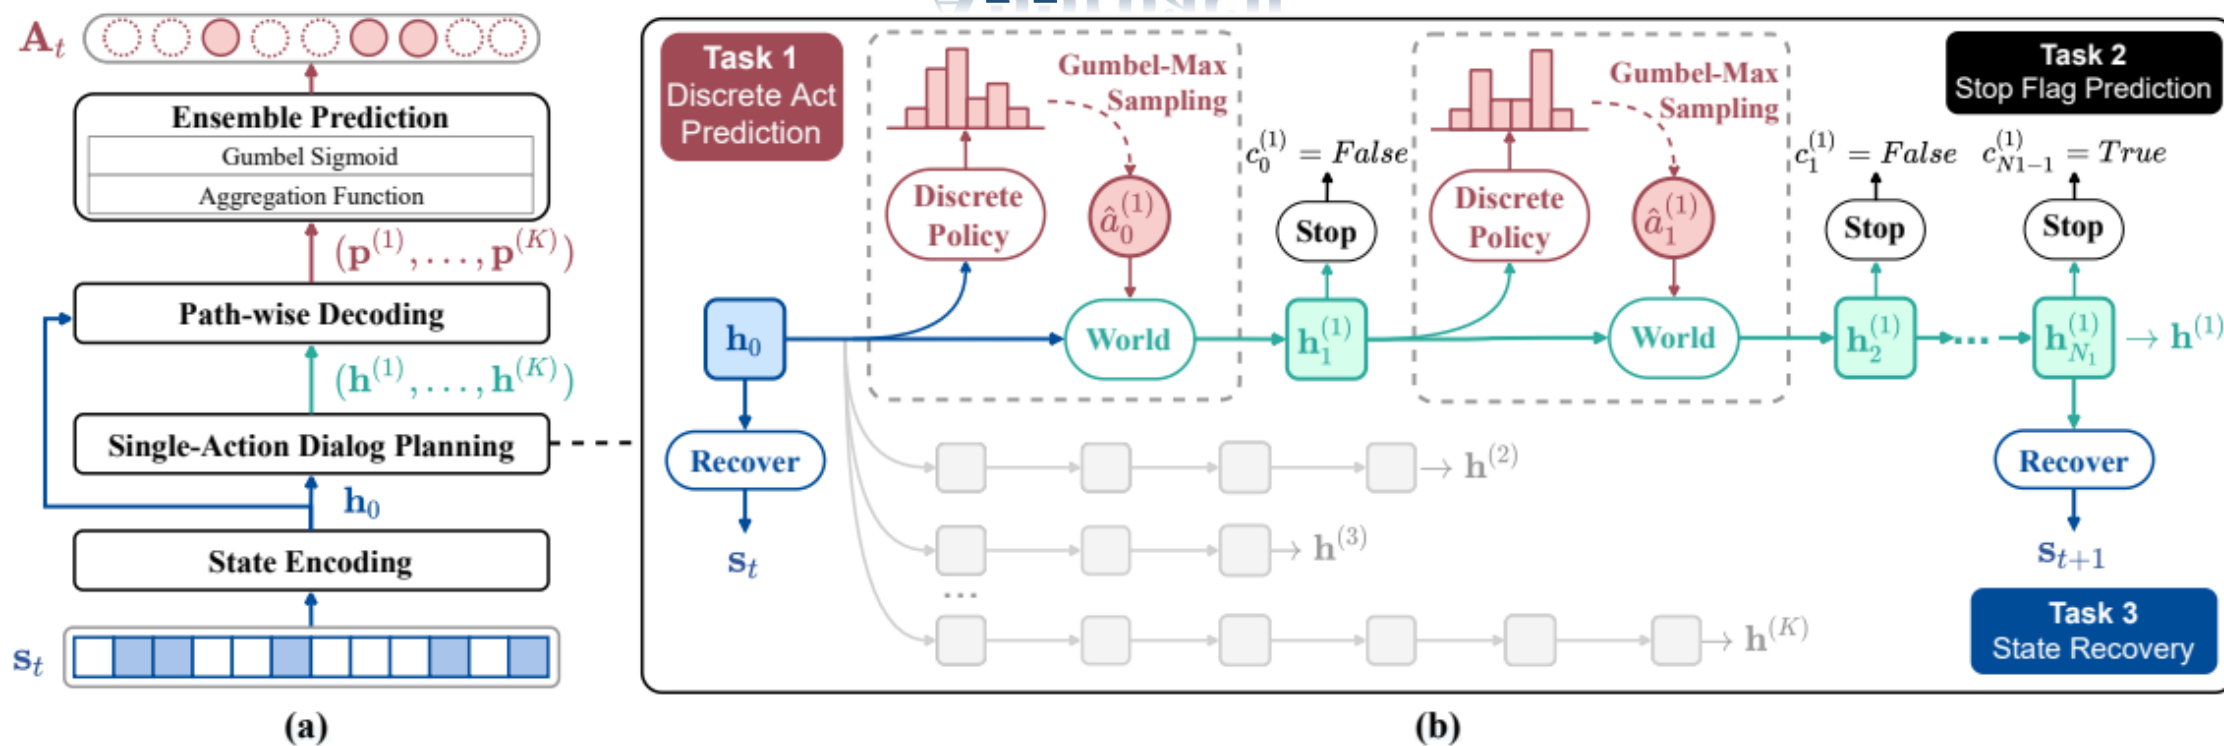 A_t
Ensemble Prediction
Gumbel Sigmoid
Aggregation Function
(p^(1), ..., p^(K))
Path-wise Decoding
(h^(1), ..., h^(K))
Single-Action Dialog Planning
h_0
State Encoding
s_t
(a)
Task 1
Discrete Act
Prediction
Gumbel-Max
Sampling
Discrete
Policy
â_0^(1)
World
h_0
Recover
s_t
c_0^(1) = False
Stop
h_1^(1)
Gumbel-Max
Sampling
Discrete
Policy
â_1^(1)
World
Task 2
Stop Flag Prediction
c_1^(1) = False
Stop
h_2^(1)
...
c_{N1-1}^(1) = True
Stop
h_{N_1}^(1)
→ h^(1)
Recover
s_{t+1}
→ h^(2)
→ h^(3)
...
→ h^(K)
Task 3
State Recovery
(b)